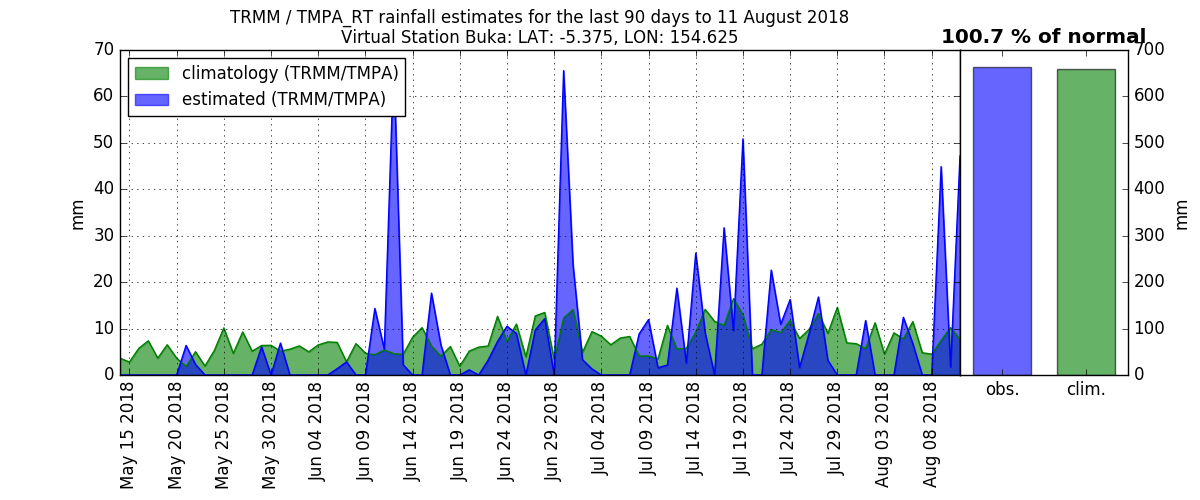 TRMM / TMPA_RT rainfall estimates for the last 90 days to 11 August 2018
Virtual Station Buka: LAT: -5.375, LON: 154.625
100.7 % of normal
climatology (TRMM/TMPA)
estimated (TRMM/TMPA)
mm
70
60
50
40
30
20
10
0
May 15 2018
May 20 2018
May 25 2018
May 30 2018
Jun 04 2018
Jun 09 2018
Jun 14 2018
Jun 19 2018
Jun 24 2018
Jun 29 2018
Jul 04 2018
Jul 09 2018
Jul 14 2018
Jul 19 2018
Jul 24 2018
Jul 29 2018
Aug 03 2018
Aug 08 2018
obs.
clim.
700
600
500
400
300
200
100
0
mm